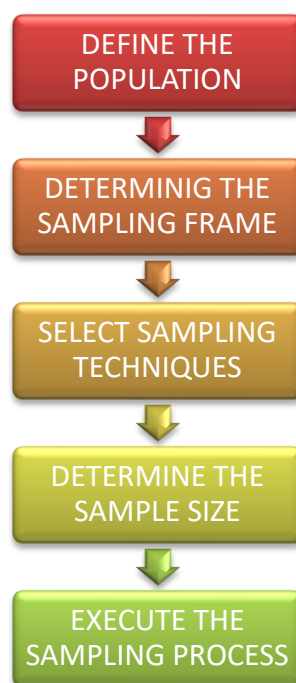 DEFINE THE
POPULATION
DETERMINIG THE
SAMPLING FRAME
SELECT SAMPLING
TECHNIQUES
DETERMINE THE
SAMPLE SIZE
EXECUTE THE
SAMPLING PROCESS